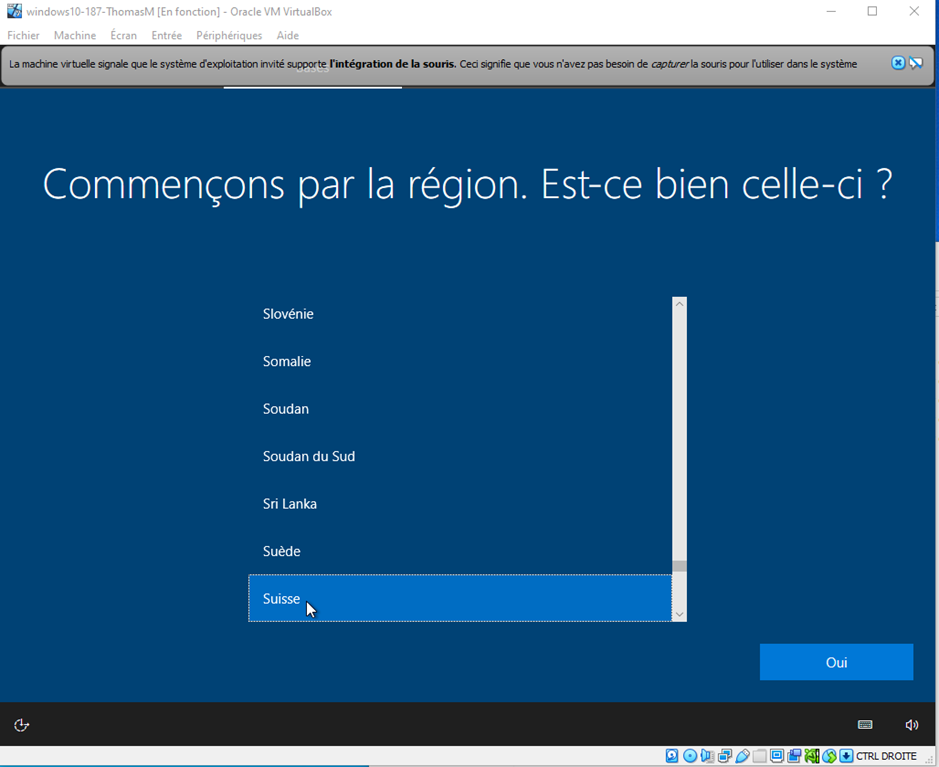 windows10-187-ThomasM [En fonction] - Oracle VM VirtualBox
Fichier Machine Écran Entrée Périphériques Aide
La machine virtuelle signale que le système d'exploitation invité supporte l'intégration de la souris. Ceci signifie que vous n'avez pas besoin de capturer la souris pour l'utiliser dans le système
Bases
Commençons par la région. Est-ce bien celle-ci ?
Slovénie
Somalie
Soudan
Soudan du Sud
Sri Lanka
Suède
Suisse
Oui
CTRL DROITE